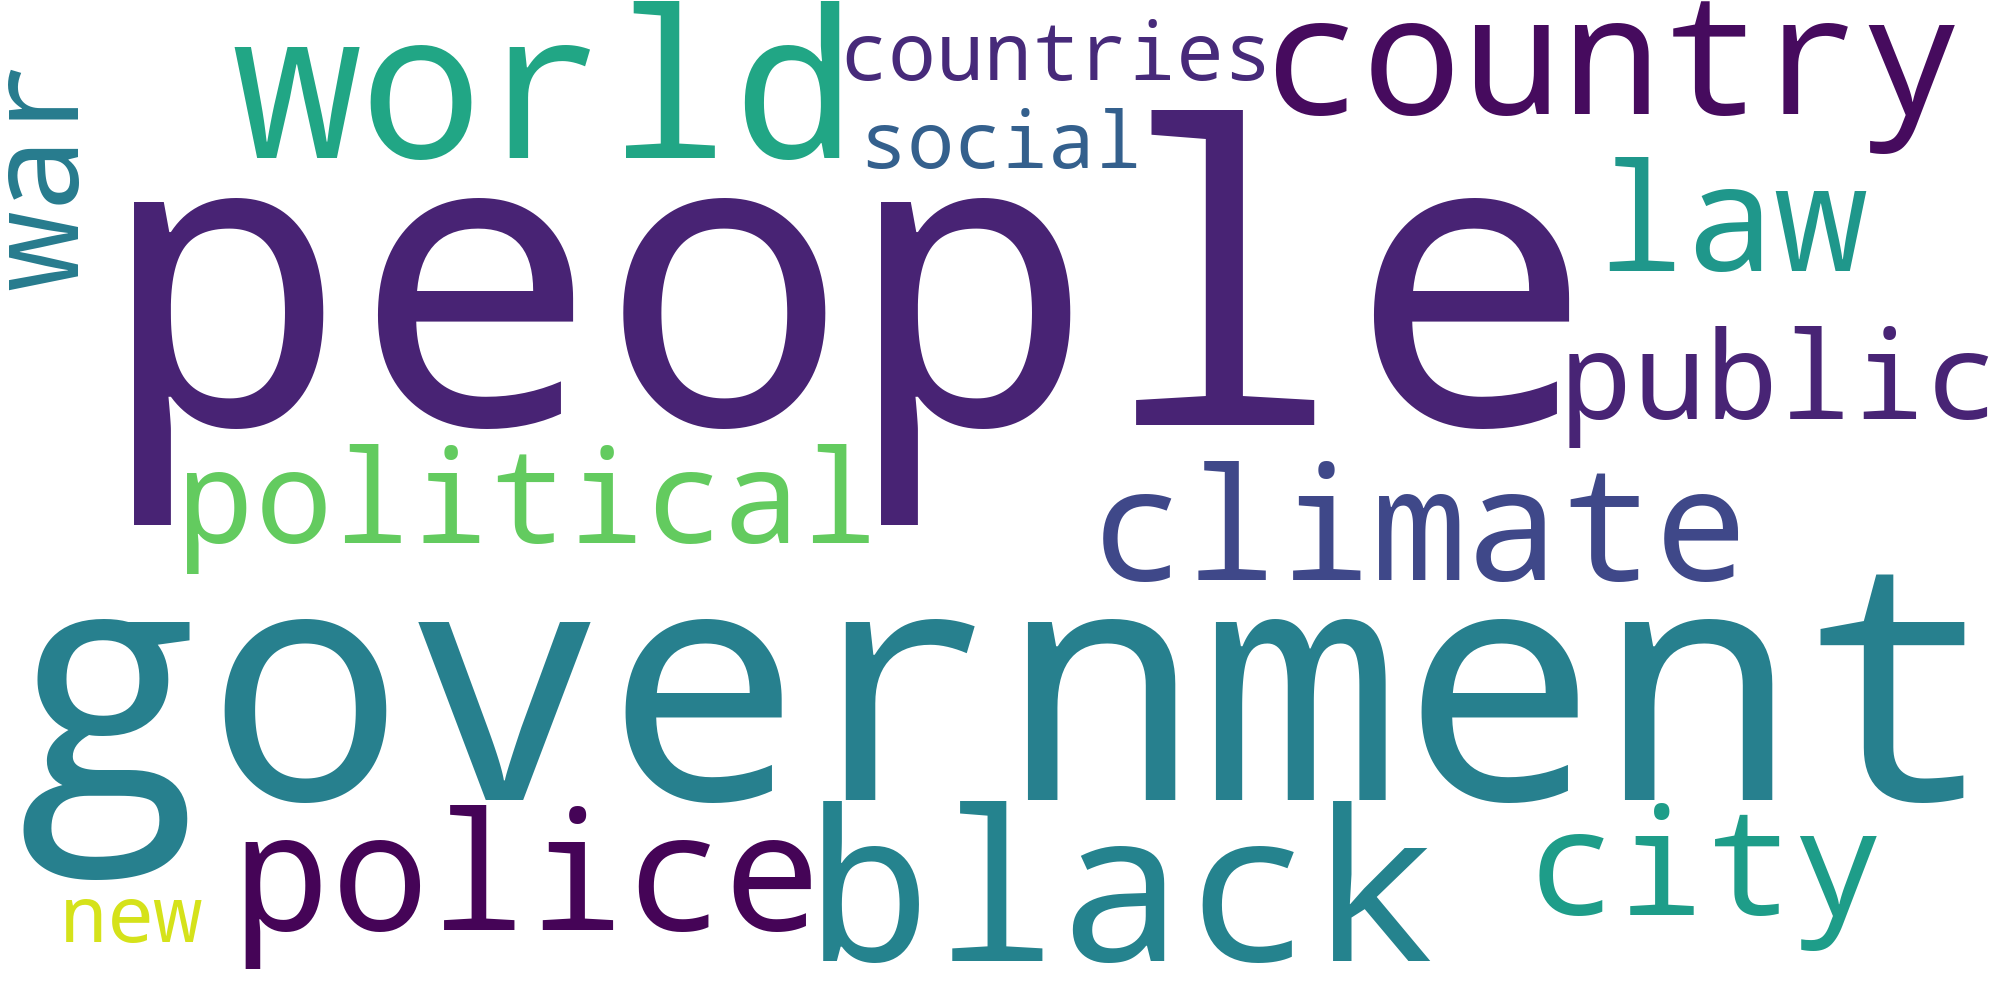 world
countries
country
war
social
people
law
public
political
climate
government
police
black
city
new